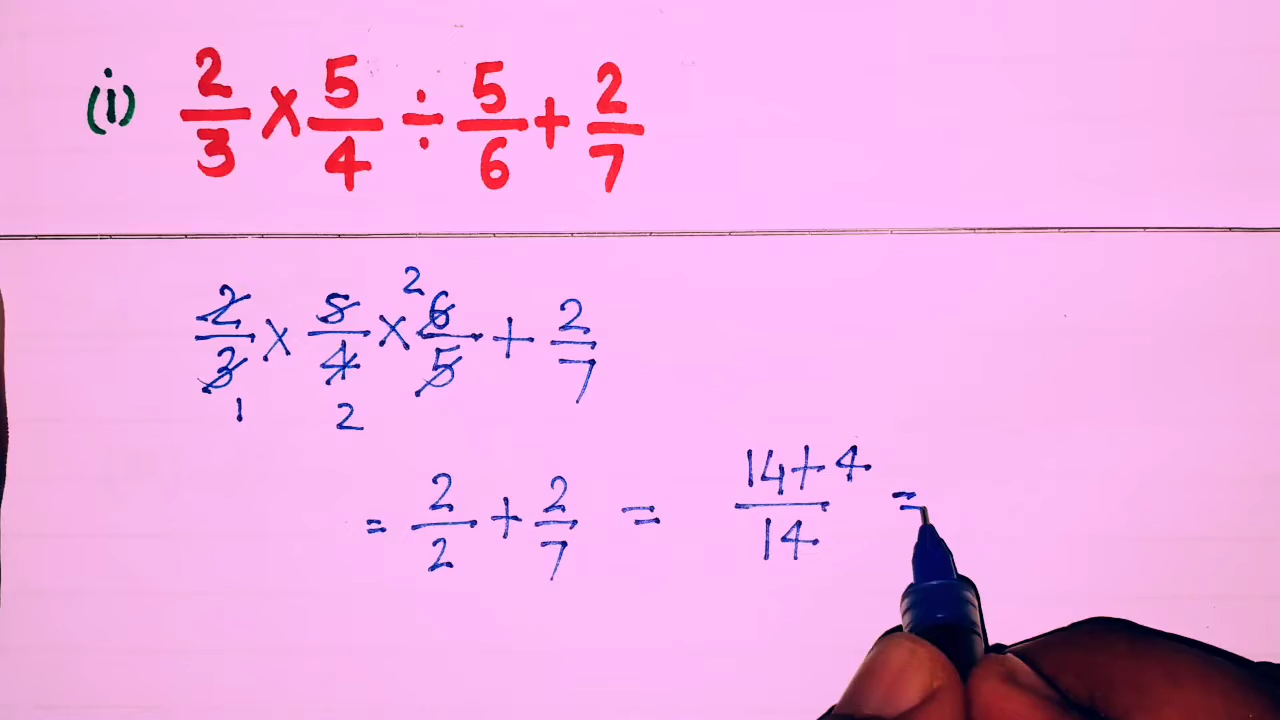 (i) 2/3 × 5/4 ÷ 5/6 + 2/7
2
2/3 × 5/4 × 6/5 + 2/7
1 2
= 2/2 + 2/7 = 14+4/14 =